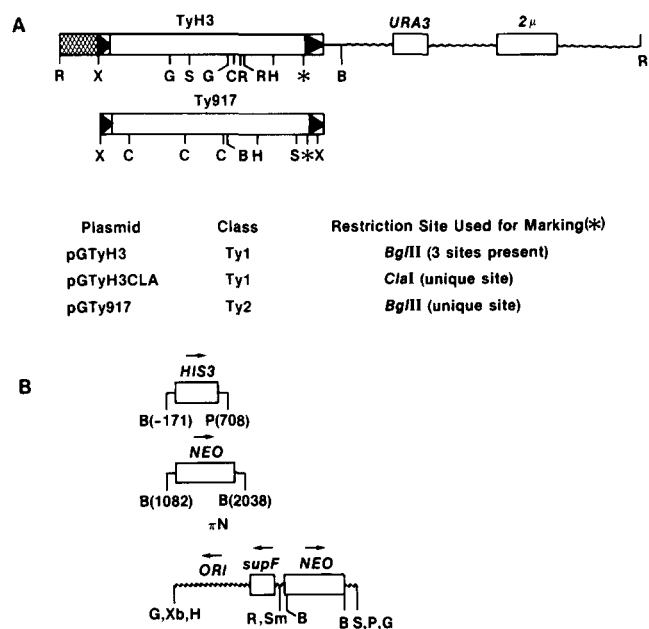 A
TyH3
URA3
2μ
R X G S G CR RH * B R
Ty917
X C C C B H S*X
Plasmid Class Restriction Site Used for Marking(*)
pGTyH3 Ty1 BglII (3 sites present)
pGTyH3CLA Ty1 ClaI (unique site)
pGTy917 Ty2 BglII (unique site)
B
HIS3
B(-171) P(708)
NEO
B(1082) B(2038)
πN
ORI supF NEO
G,Xb,H R,Sm B B S,P,G